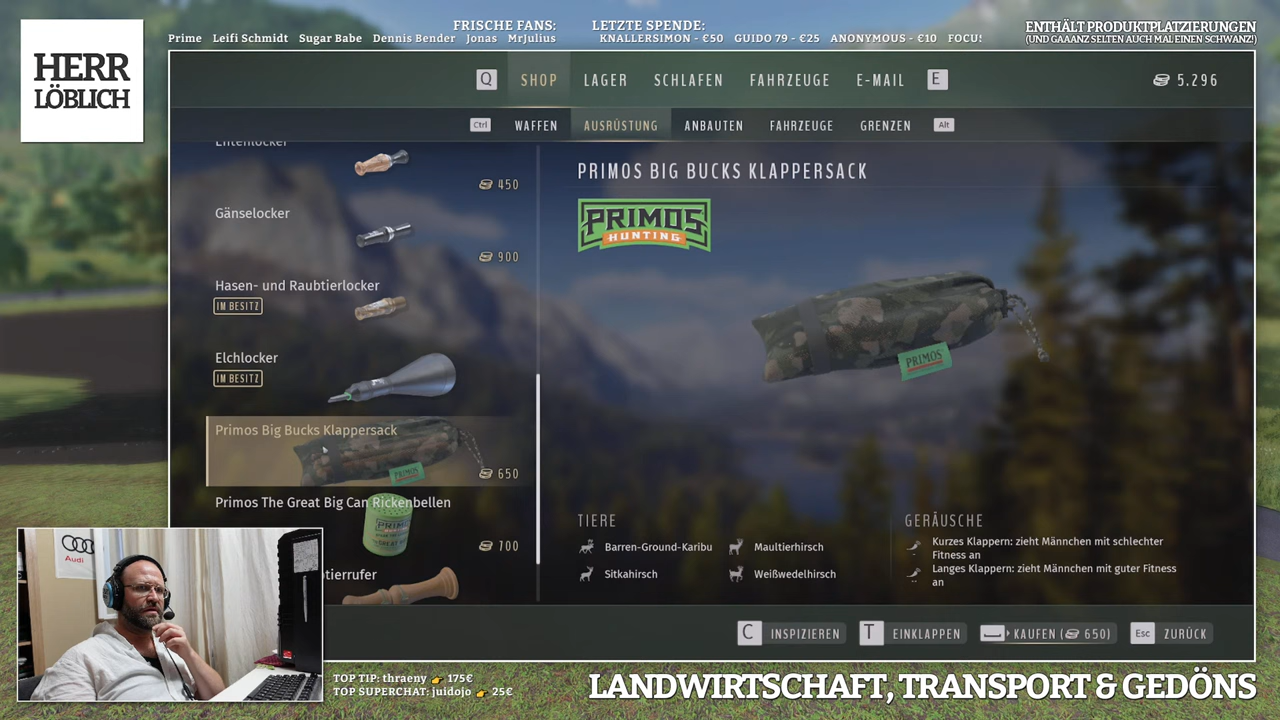 HERR
LÖBLICH
FRISCHE FANS:
Prime Leifi Schmidt Sugar Babe Dennis Bender Jonas MrJulius
LETZTE SPENDE:
KNALLERSIMON - €50 GUIDO 79 - €25 ANONYMOUS - €10 FOCU!
ENTHÄLT PRODUKTPLATZIERUNGEN
(UND GAAANZ SELTEN AUCH MAL EINEN SCHWANZ!)
Q SHOP LAGER SCHLAFEN FAHRZEUGE E-MAIL E
5.296
Ctrl WAFFEN AUSRÜSTUNG ANBAUTEN FAHRZEUGE GRENZEN Alt
Entenlocker
450
Gänselocker
900
Hasen- und Raubtierlocker
IM BESITZ
Elchlocker
IM BESITZ
Primos Big Bucks Klappersack
PRIMOS
650
Primos The Great Big Can Rickenbellen
PRIMOS
700
PRIMOS BIG BUCKS KLAPPERSACK
PRIMOS
HUNTING
PRIMOS
TIERE
Barren-Ground-Karibu Maultierhirsch
Sitkahirsch Weißwedelhirsch
GERÄUSCHE
Kurzes Klappern: zieht Männchen mit schlechter
Fitness an
Langes Klappern: zieht Männchen mit guter Fitness
an
C INSPIZIEREN T EINKLAPPEN KAUFEN (650) Esc ZURÜCK
Audi
TOP TIP: thraeny 👉 175€
TOP SUPERCHAT: juidojo 👉 25€
LANDWIRTSCHAFT, TRANSPORT & GEDÖNS